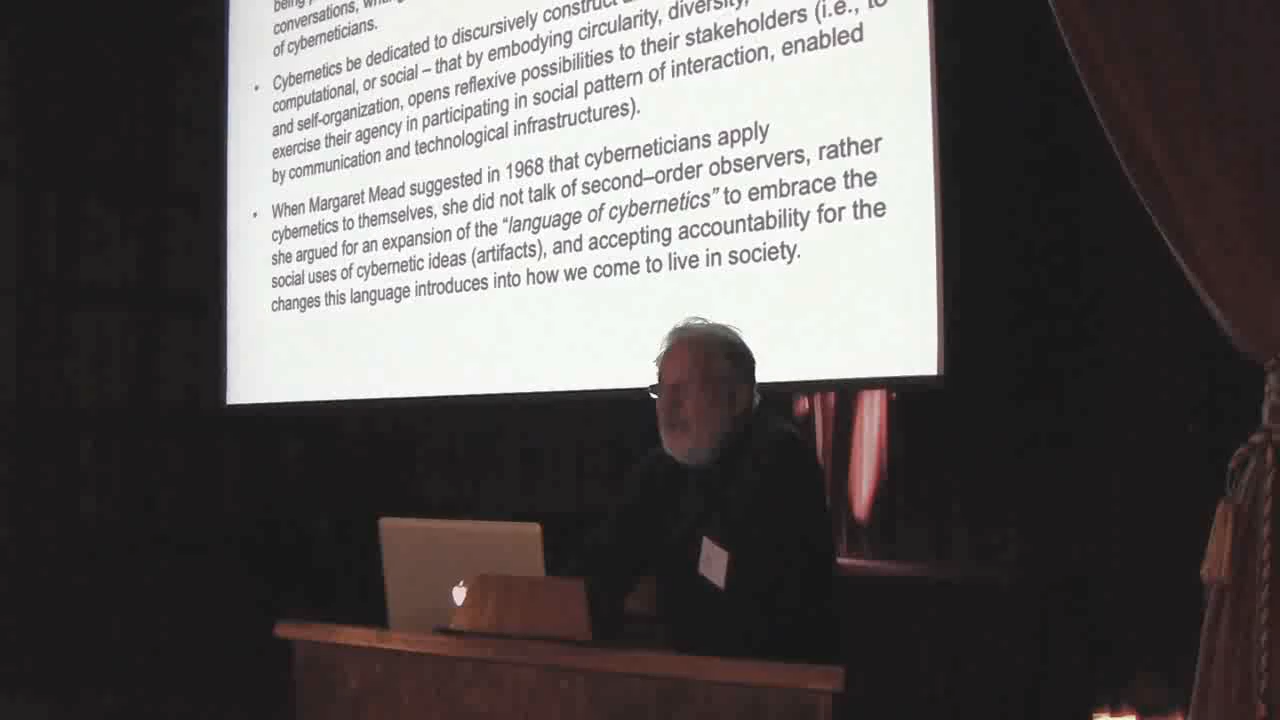 being
conversations,
of cyberneticians.
• Cybernetics be dedicated to discursively construct
computational, or social – that by embodying circularity, diversity,
and self-organization, opens reflexive possibilities to their stakeholders (i.e., to
exercise their agency in participating in social pattern of interaction, enabled
by communication and technological infrastructures).
• When Margaret Mead suggested in 1968 that cyberneticians apply
cybernetics to themselves, she did not talk of second–order observers, rather
she argued for an expansion of the “language of cybernetics” to embrace the
social uses of cybernetic ideas (artifacts), and accepting accountability for the
changes this language introduces into how we come to live in society.